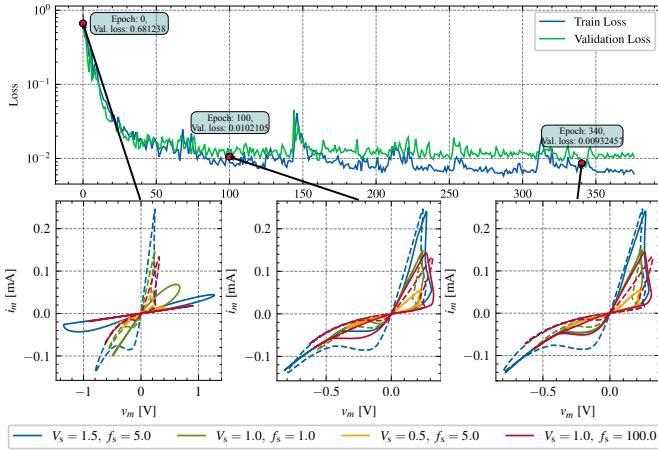 Epoch: 0,
Val. loss: 0.681238
Train Loss
Validation Loss
Loss
10⁰
10⁻¹
10⁻²
Epoch: 100,
Val. loss: 0.0102105
Epoch: 340,
Val. loss: 0.00932457
0 50 100 150 200 250 300 350
i_m [mA]
0.2
0.1
0.0
−0.1
−1 0 1
v_m [V]
i_m [mA]
0.2
0.1
0.0
−0.1
−0.5 0.0
v_m [V]
i_m [mA]
0.2
0.1
0.0
−0.1
−0.5 0.0
v_m [V]
V_s = 1.5, f_s = 5.0 V_s = 1.0, f_s = 1.0 V_s = 0.5, f_s = 5.0 V_s = 1.0, f_s = 100.0